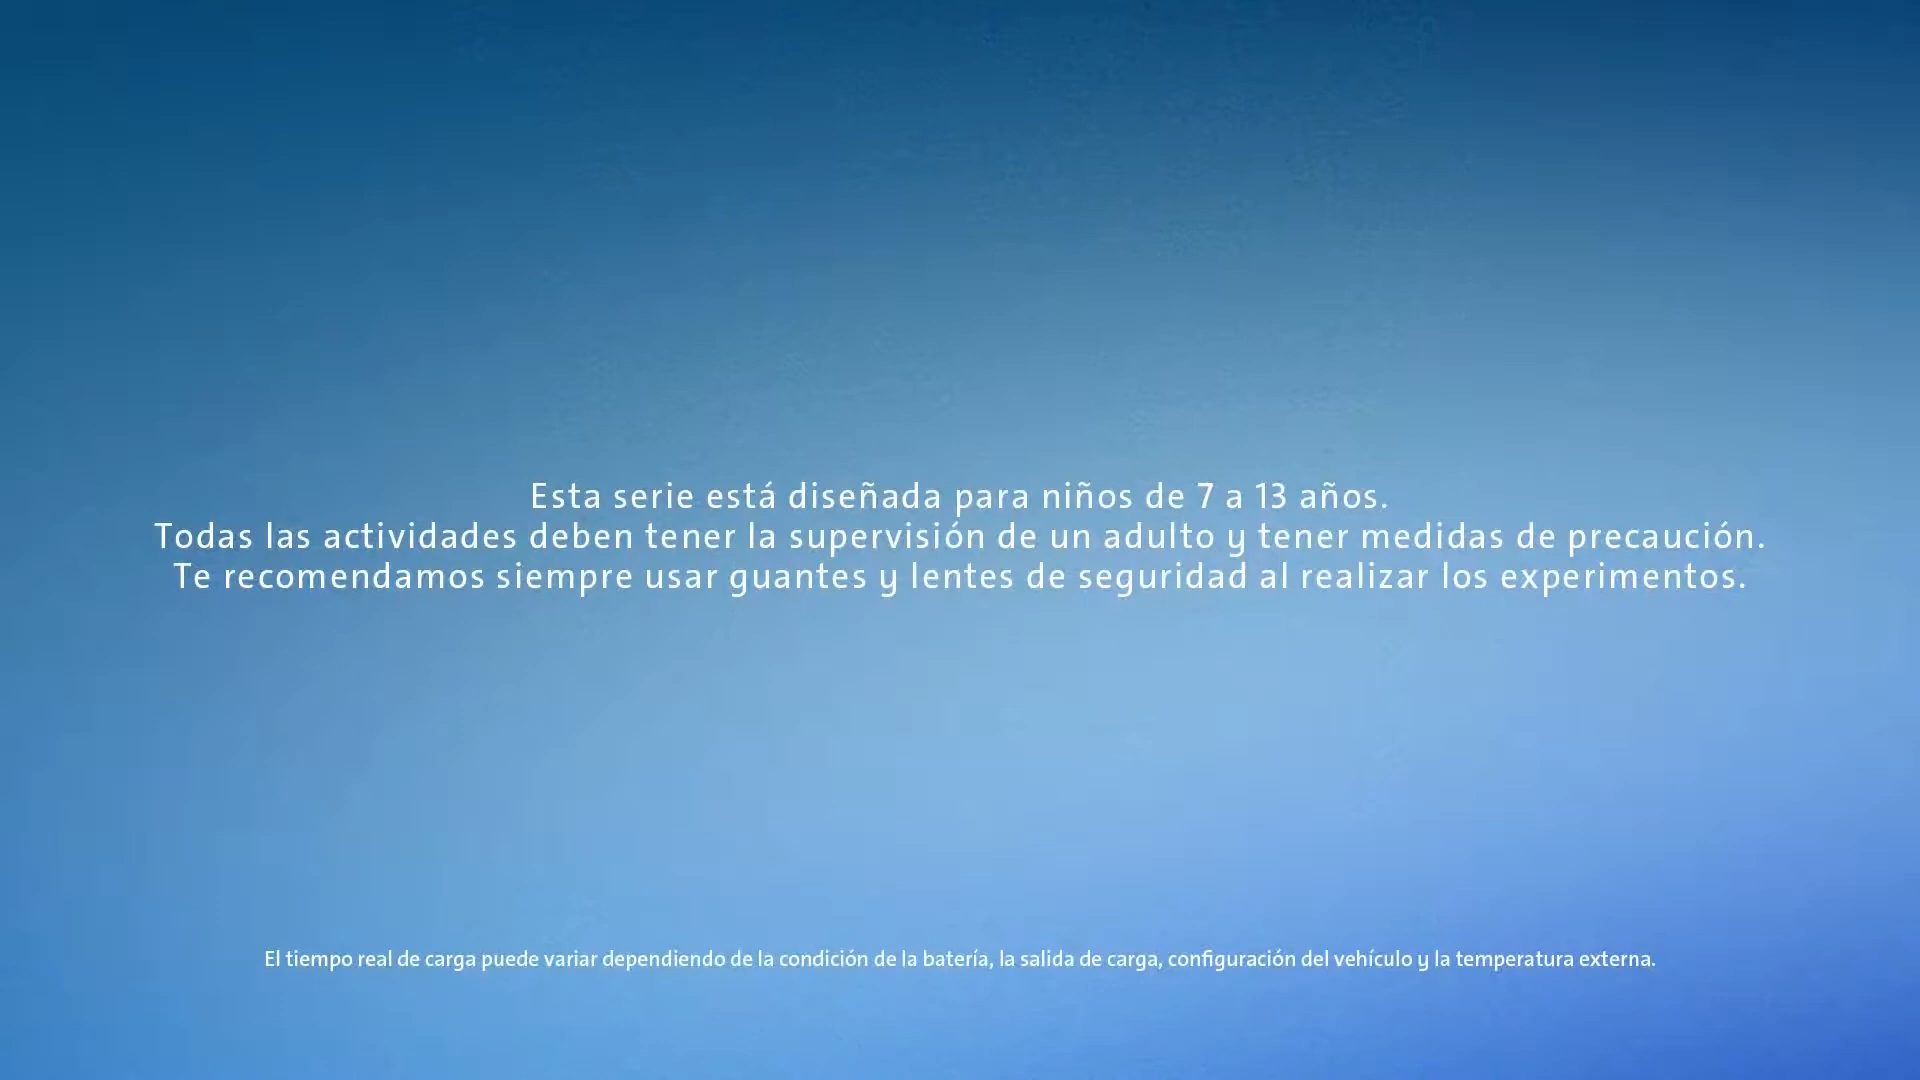 Esta serie está diseñada para niños de 7 a 13 años.
Todas las actividades deben tener la supervisión de un adulto y tener medidas de precaución.
Te recomendamos siempre usar guantes y lentes de seguridad al realizar los experimentos.
El tiempo real de carga puede variar dependiendo de la condición de la batería, la salida de carga, configuración del vehículo y la temperatura externa.